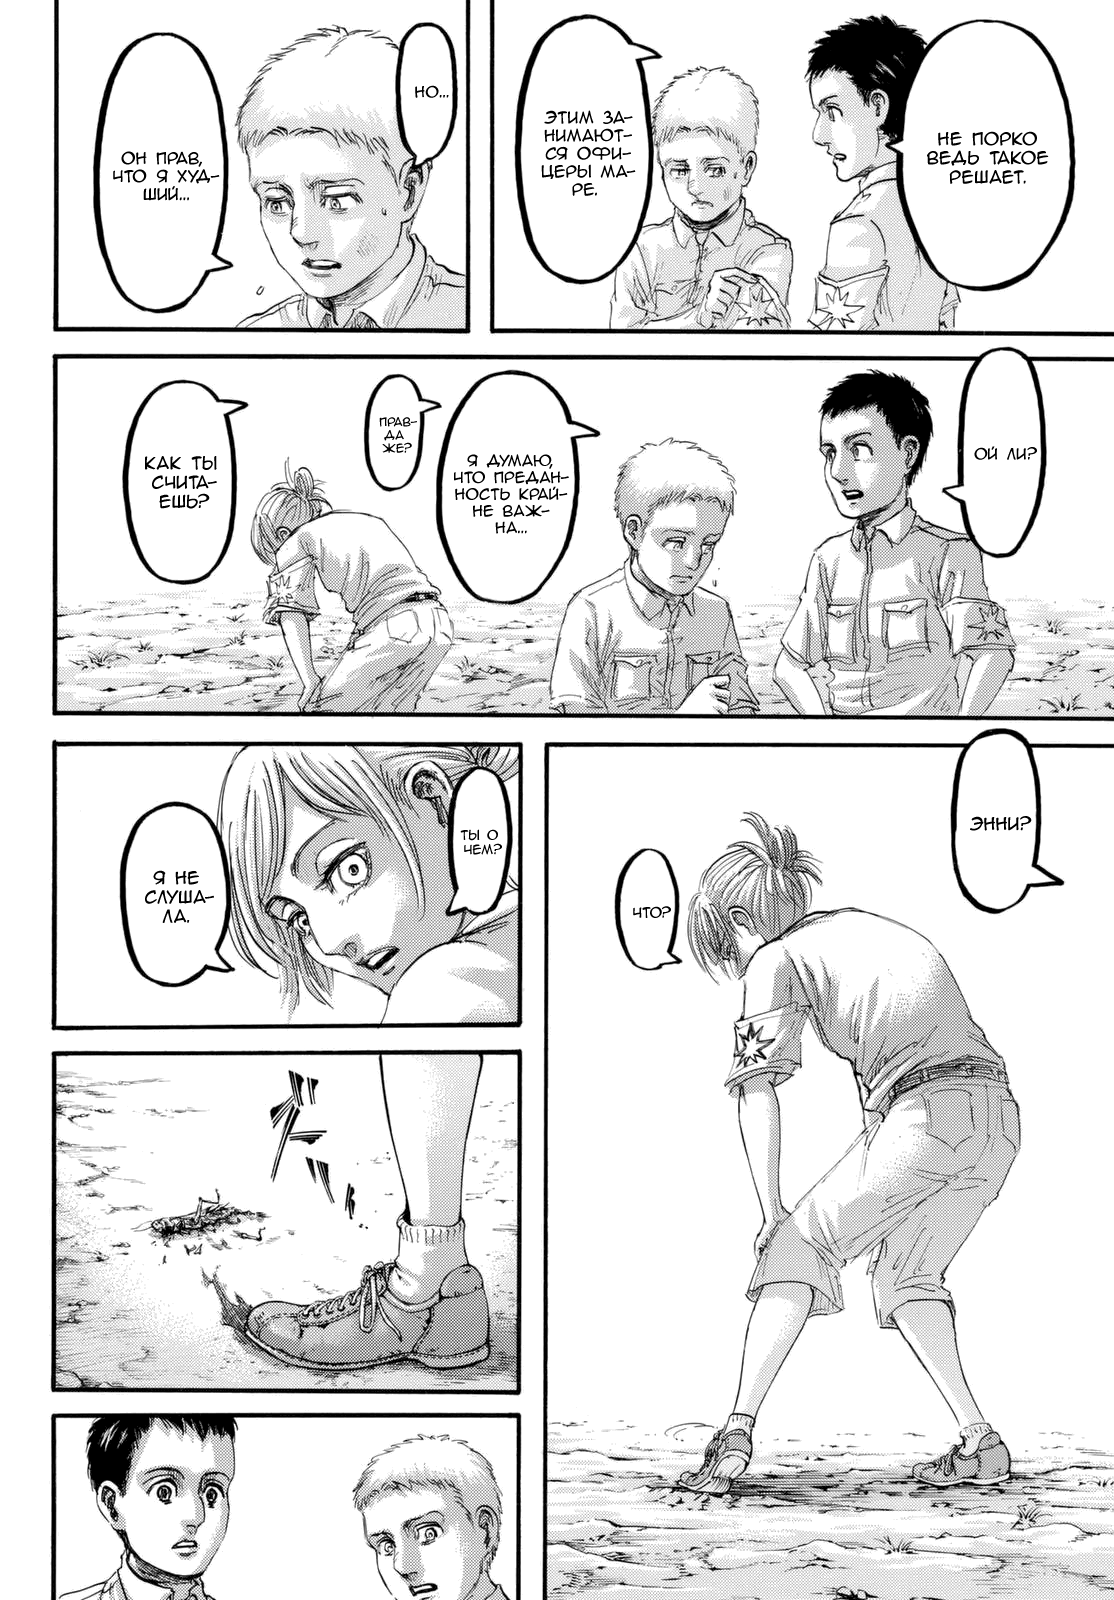 НЕ ПОРКО
ВЕДЬ ТАКОЕ
РЕШАЕТ.
ЭТИМ ЗА-
НИМАЮТ-
СЯ ОФИ-
ЦЕРЫ МА-
РЕ.
НО...
ОН ПРАВ,
ЧТО Я ХУД-
ШИЙ...
ОЙ ЛИ?
Я ДУМАЮ,
ЧТО ПРЕДАН-
НОСТЬ КРАЙ-
НЕ ВАЖ-
НА...
ПРАВ-
ДА
ЖЕ?
КАК ТЫ
СЧИТА-
ЕШЬ?
ЭННИ?
ЧТО?
ТЫ О
ЧЕМ?
Я НЕ
СЛУША-
ЛА.